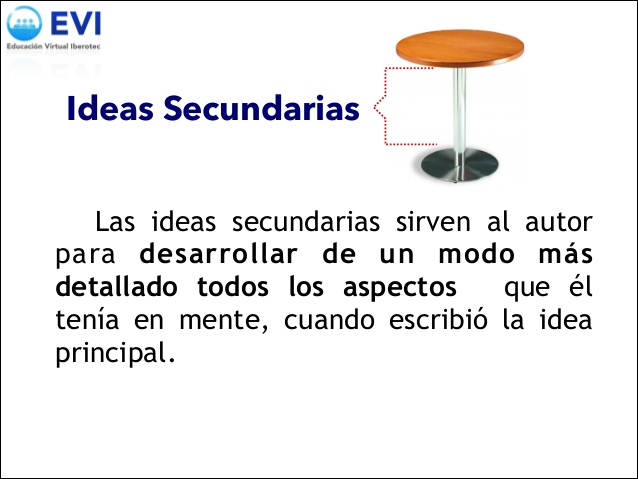 EVI
Educación Virtual Iberotec
Ideas Secundarias
Las ideas secundarias sirven al autor
para desarrollar de un modo más
detallado todos los aspectos que él
tenía en mente, cuando escribió la idea
principal.